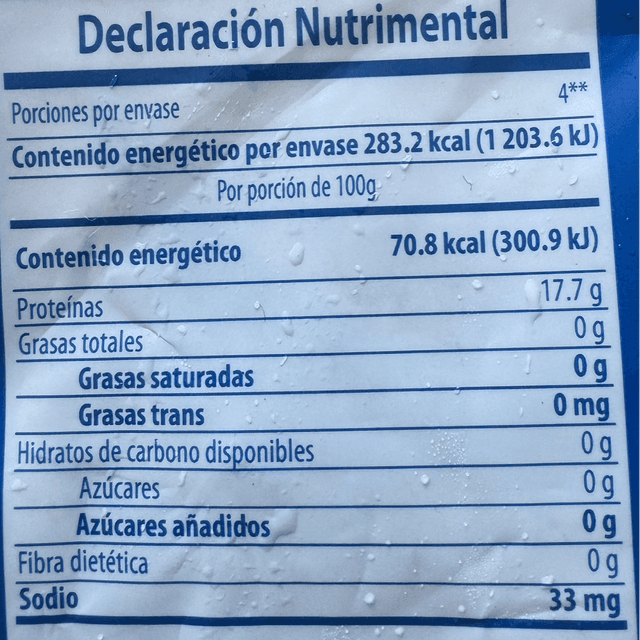 Declaración Nutrimental
Porciones por envase 4**
Contenido energético por envase 283.2 kcal (1 203.6 kJ)
Por porción de 100g
Contenido energético 70.8 kcal (300.9 kJ)
Proteínas 17.7 g
Grasas totales 0 g
Grasas saturadas 0 g
Grasas trans 0 mg
Hidratos de carbono disponibles 0 g
Azúcares 0 g
Azúcares añadidos 0 g
Fibra dietética 0 g
Sodio 33 mg